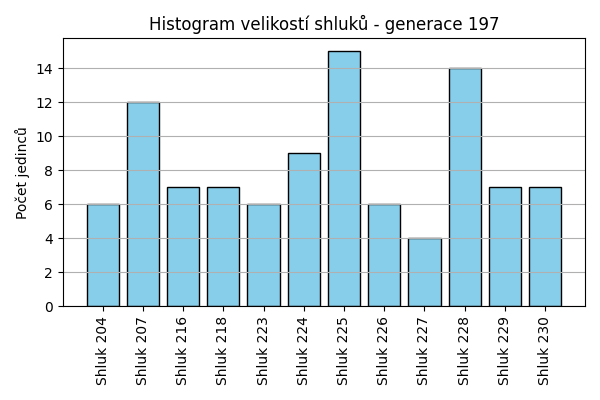 Histogram velikostí shluků - generace 197
Počet jedinců
14
12
10
8
6
4
2
0
Shluk 204
Shluk 207
Shluk 216
Shluk 218
Shluk 223
Shluk 224
Shluk 225
Shluk 226
Shluk 227
Shluk 228
Shluk 229
Shluk 230